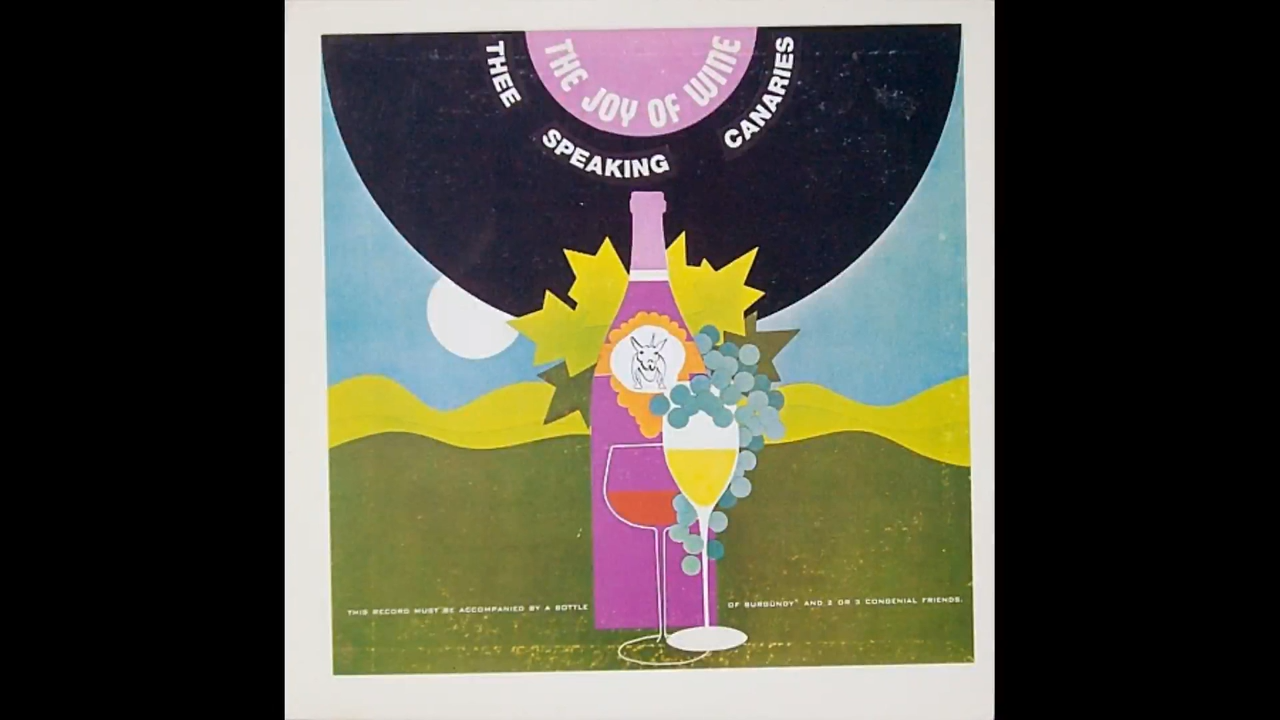 THE JOY OF WINE
THEE SPEAKING CANARIES
THIS RECORD MUST BE ACCOMPANIED BY A BOTTLE OF BURGUNDY* AND 2 OR 3 CONGENIAL FRIENDS.